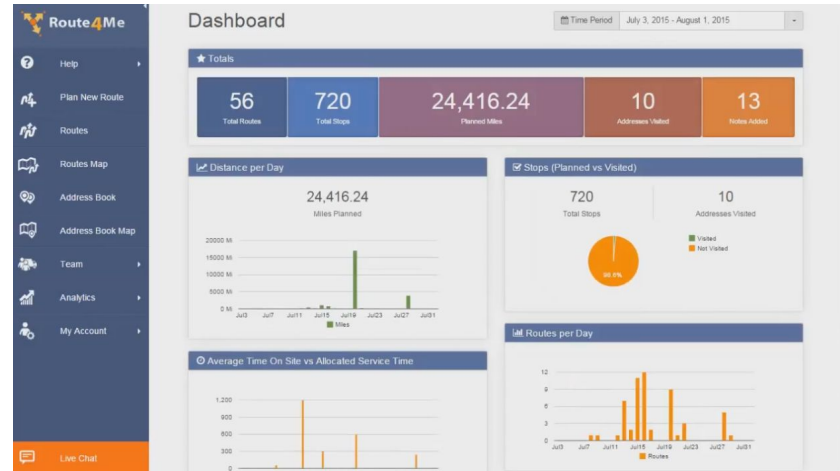 Route4Me
Help
Plan New Route
Routes
Routes Map
Address Book
Address Book Map
Team
Analytics
My Account
Live Chat
Dashboard
Time Period July 3, 2015 - August 1, 2015
Totals
56
Total Routes
720
Total Stops
24,416.24
Planned Miles
10
Addresses Visited
13
Notes Added
Distance per Day
24,416.24
Miles Planned
20000 Mi
15000 Mi
10000 Mi
5000 Mi
0 Mi
Jul3 Jul7 Jul11 Jul15 Jul19 Jul23 Jul27 Jul31
Miles
Stops (Planned vs Visited)
720
Total Stops
10
Addresses Visited
Visited
Not Visited
Average Time On Site vs Allocated Service Time
1,200
900
600
300
0
Routes per Day
12
9
6
3
0
Jul3 Jul7 Jul11 Jul15 Jul19 Jul23 Jul27 Jul31
Routes